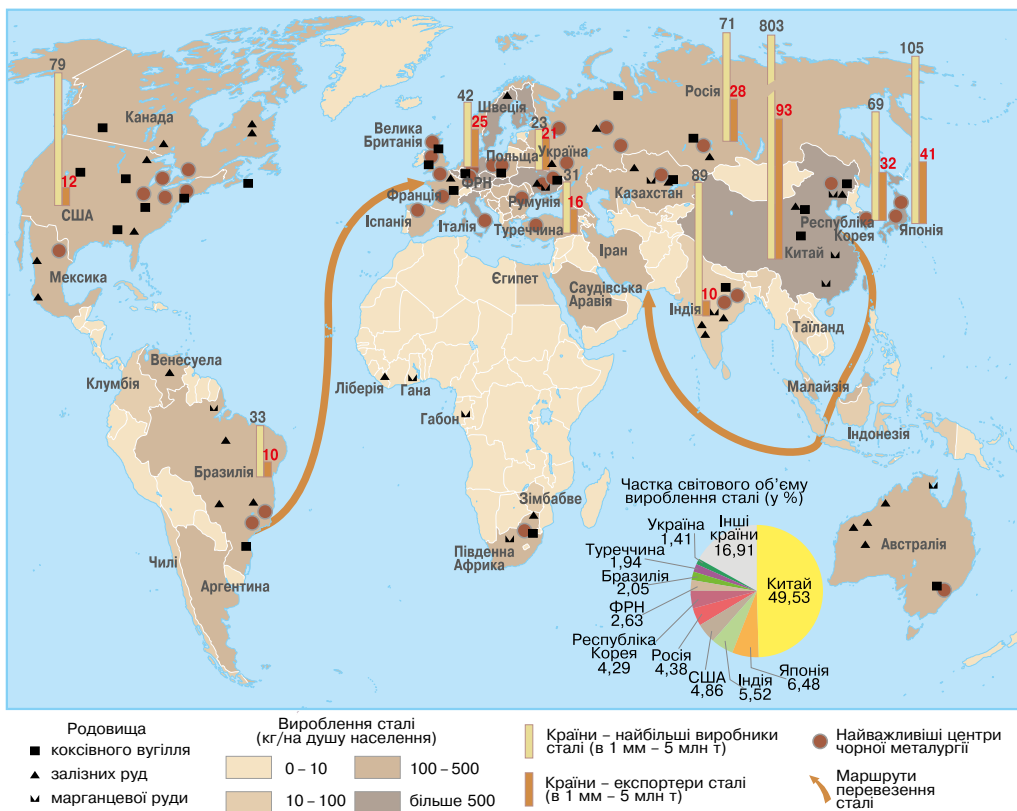 71
803
105
79
69
42
23
89
31
33
Канада
США
12
Мексика
Велика
Британія
Швеція
25
21
Польща
Україна
ФРН
Франція
Румунія
16
Іспанія
Італія
Туреччина
Росія
28
93
32
41
Казахстан
Республіка
Корея
Японія
Китай
Іран
Єгипет
Саудівська
Аравія
Індія
10
Таїланд
Малайзія
Індонезія
Венесуела
Клумбія
Ліберія
Гана
Габон
Бразилія
10
Зімбабве
Південна
Африка
Чилі
Аргентина
Австралія
Частка світового об’єму
вироблення сталі (у %)
Україна
1,41
Інші
країни
16,91
Туреччина
1,94
Бразилія
2,05
ФРН
2,63
Республіка
Корея
4,29
Росія
4,38
США
4,86
Індія
5,52
Японія
6,48
Китай
49,53
Родовища
коксівного вугілля
залізних руд
марганцевої руди
Вироблення сталі
(кг/на душу населення)
0 – 10
100 – 500
10 – 100
більше 500
Країни – найбільші виробники
сталі (в 1 мм – 5 млн т)
Країни – експортери сталі
(в 1 мм – 5 млн т)
Найважливіші центри
чорної металургії
Маршрути
перевезення
сталі